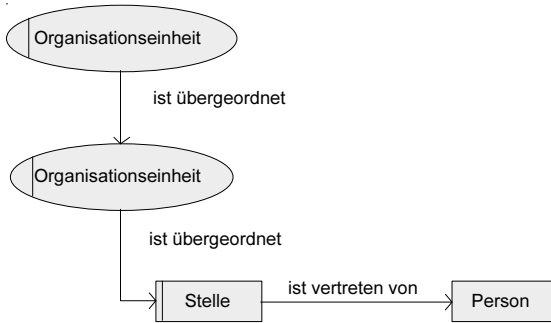 Organisationseinheit
ist übergeordnet
Organisationseinheit
ist übergeordnet
Stelle
ist vertreten von
Person